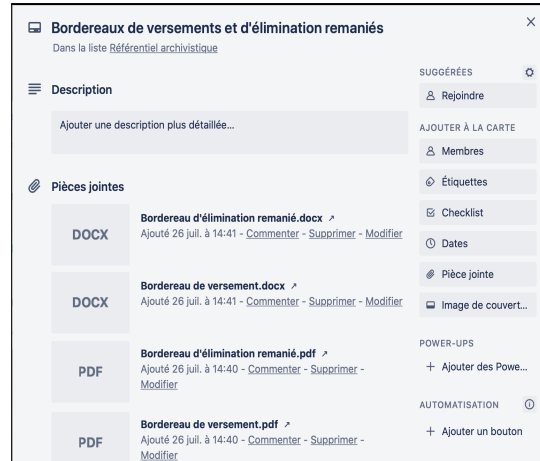 Bordereaux de versements et d'élimination remaniés
Dans la liste Référentiel archivistique
Description
Ajouter une description plus détaillée...
Pièces jointes
DOCX
Bordereau d'élimination remanié.docx ↗
Ajouté 26 juil. à 14:41 - Commenter - Supprimer - Modifier
DOCX
Bordereau de versement.docx ↗
Ajouté 26 juil. à 14:41 - Commenter - Supprimer - Modifier
PDF
Bordereau d'élimination remanié.pdf ↗
Ajouté 26 juil. à 14:40 - Commenter - Supprimer -
Modifier
PDF
Bordereau de versement.pdf ↗
Ajouté 26 juil. à 14:40 - Commenter - Supprimer -
Modifier
SUGGÉRÉES
Rejoindre
AJOUTER À LA CARTE
Membres
Étiquettes
Checklist
Dates
Pièce jointe
Image de couvert...
POWER-UPS
+ Ajouter des Powe...
AUTOMATISATION
+ Ajouter un bouton